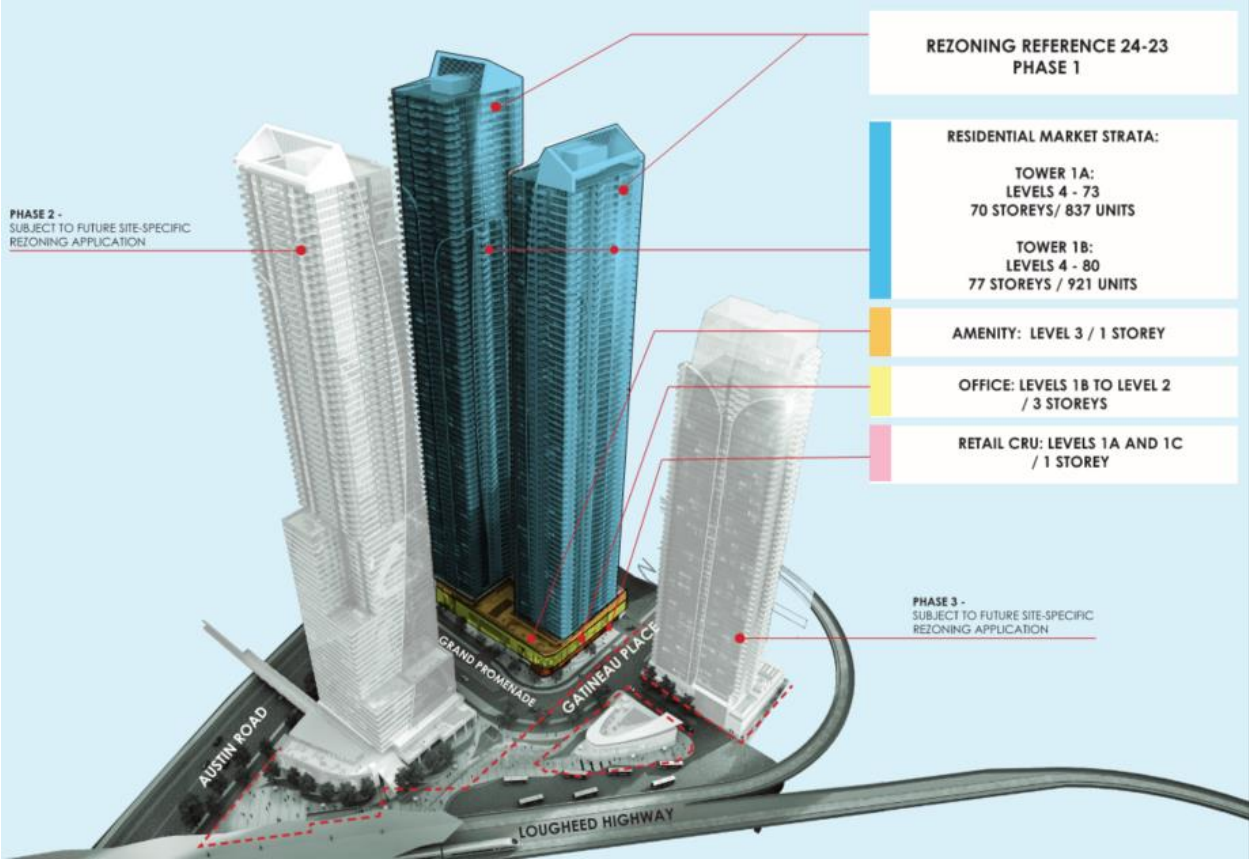 REZONING REFERENCE 24-23
PHASE 1
RESIDENTIAL MARKET STRATA:
TOWER 1A:
LEVELS 4 - 73
70 STOREYS/ 837 UNITS
TOWER 1B:
LEVELS 4 - 80
77 STOREYS / 921 UNITS
PHASE 2 -
SUBJECT TO FUTURE SITE-SPECIFIC
REZONING APPLICATION
AMENITY: LEVEL 3 / 1 STOREY
OFFICE: LEVELS 1B TO LEVEL 2
/ 3 STOREYS
RETAIL CRU: LEVELS 1A AND 1C
/ 1 STOREY
PHASE 3 -
SUBJECT TO FUTURE SITE-SPECIFIC
REZONING APPLICATION
GRAND PROMENADE
GATINEAU PLACE
AUSTIN ROAD
LOUGHEED HIGHWAY